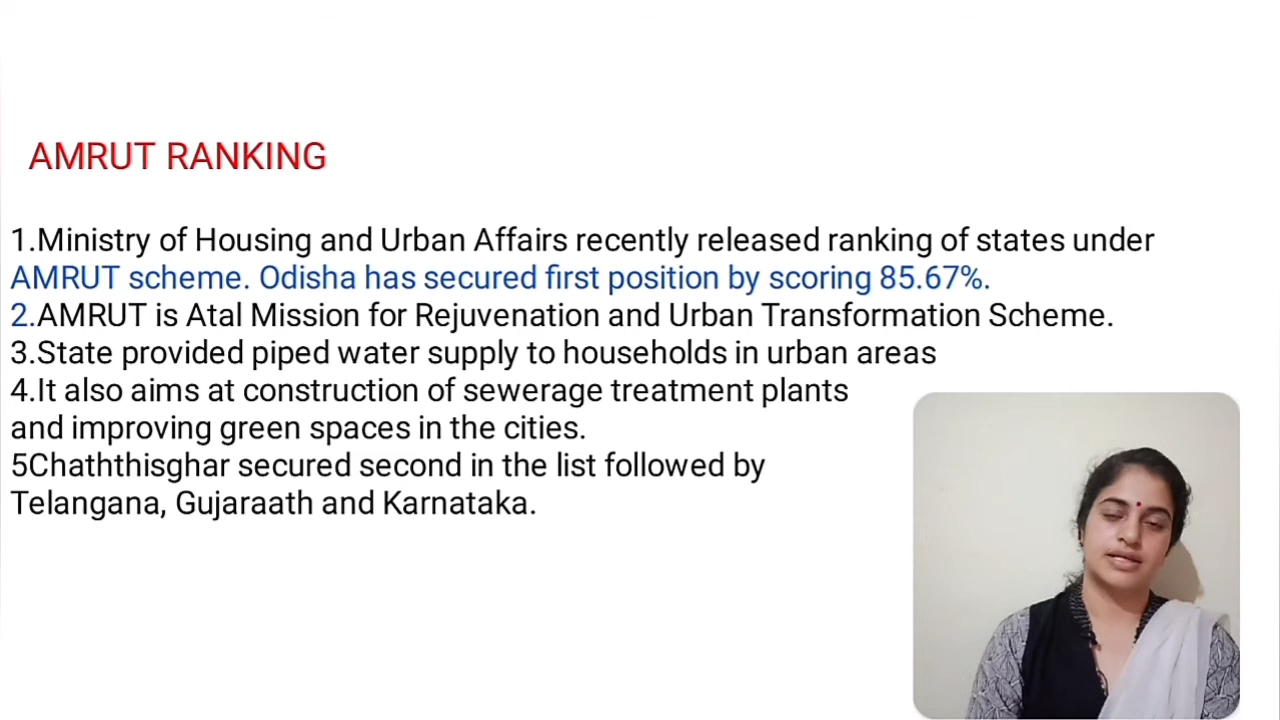 AMRUT RANKING
1.Ministry of Housing and Urban Affairs recently released ranking of states under
AMRUT scheme. Odisha has secured first position by scoring 85.67%.
2.AMRUT is Atal Mission for Rejuvenation and Urban Transformation Scheme.
3.State provided piped water supply to households in urban areas
4.It also aims at construction of sewerage treatment plants
and improving green spaces in the cities.
5Chaththisghar secured second in the list followed by
Telangana, Gujaraath and Karnataka.